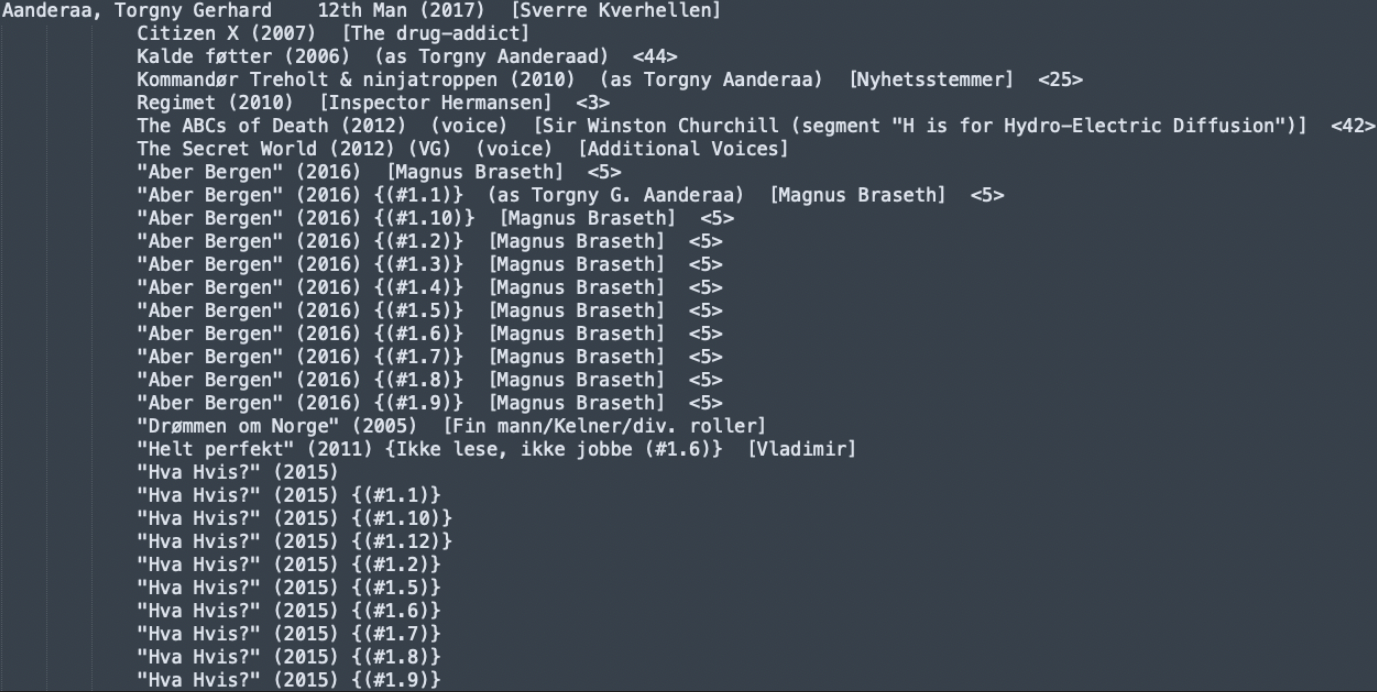 Aanderaa, Torgny Gerhard    12th Man (2017)  [Sverre Kverhellen]
Citizen X (2007)  [The drug-addict]
Kalde føtter (2006)  (as Torgny Aanderaad)  <44>
Kommandør Treholt & ninjatroppen (2010)  (as Torgny Aanderaa)  [Nyhetsstemmer]  <25>
Regimet (2010)  [Inspector Hermansen]  <3>
The ABCs of Death (2012)  (voice)  [Sir Winston Churchill (segment "H is for Hydro-Electric Diffusion")]  <42>
The Secret World (2012) (VG)  (voice)  [Additional Voices]
"Aber Bergen" (2016)  [Magnus Braseth]  <5>
"Aber Bergen" (2016) {(#1.1)}  (as Torgny G. Aanderaa)  [Magnus Braseth]  <5>
"Aber Bergen" (2016) {(#1.10)}  [Magnus Braseth]  <5>
"Aber Bergen" (2016) {(#1.2)}  [Magnus Braseth]  <5>
"Aber Bergen" (2016) {(#1.3)}  [Magnus Braseth]  <5>
"Aber Bergen" (2016) {(#1.4)}  [Magnus Braseth]  <5>
"Aber Bergen" (2016) {(#1.5)}  [Magnus Braseth]  <5>
"Aber Bergen" (2016) {(#1.6)}  [Magnus Braseth]  <5>
"Aber Bergen" (2016) {(#1.7)}  [Magnus Braseth]  <5>
"Aber Bergen" (2016) {(#1.8)}  [Magnus Braseth]  <5>
"Aber Bergen" (2016) {(#1.9)}  [Magnus Braseth]  <5>
"Drømmen om Norge" (2005)  [Fin mann/Kelner/div. roller]
"Helt perfekt" (2011) {Ikke lese, ikke jobbe (#1.6)}  [Vladimir]
"Hva Hvis?" (2015)
"Hva Hvis?" (2015) {(#1.1)}
"Hva Hvis?" (2015) {(#1.10)}
"Hva Hvis?" (2015) {(#1.12)}
"Hva Hvis?" (2015) {(#1.2)}
"Hva Hvis?" (2015) {(#1.5)}
"Hva Hvis?" (2015) {(#1.6)}
"Hva Hvis?" (2015) {(#1.7)}
"Hva Hvis?" (2015) {(#1.8)}
"Hva Hvis?" (2015) {(#1.9)}